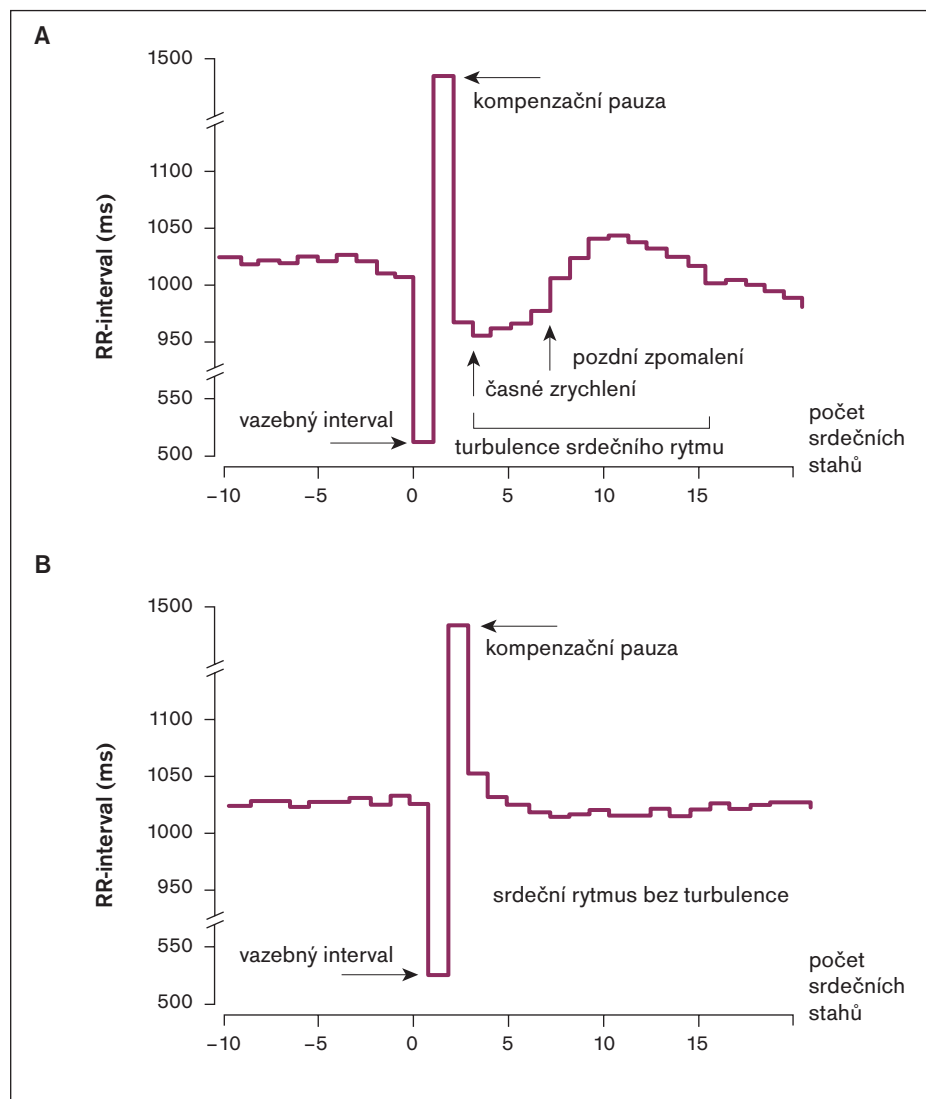 A
1500
kompenzační pauza
1100
1050
1000
950
550
500
RR-interval (ms)
pozdní zpomalení
časné zrychlení
vazebný interval
turbulence srdečního rytmu
počet
srdečních
stahů
−10
−5
0
5
10
15
B
1500
kompenzační pauza
1100
1050
1000
950
550
500
RR-interval (ms)
srdeční rytmus bez turbulence
vazebný interval
počet
srdečních
stahů
−10
−5
0
5
10
15